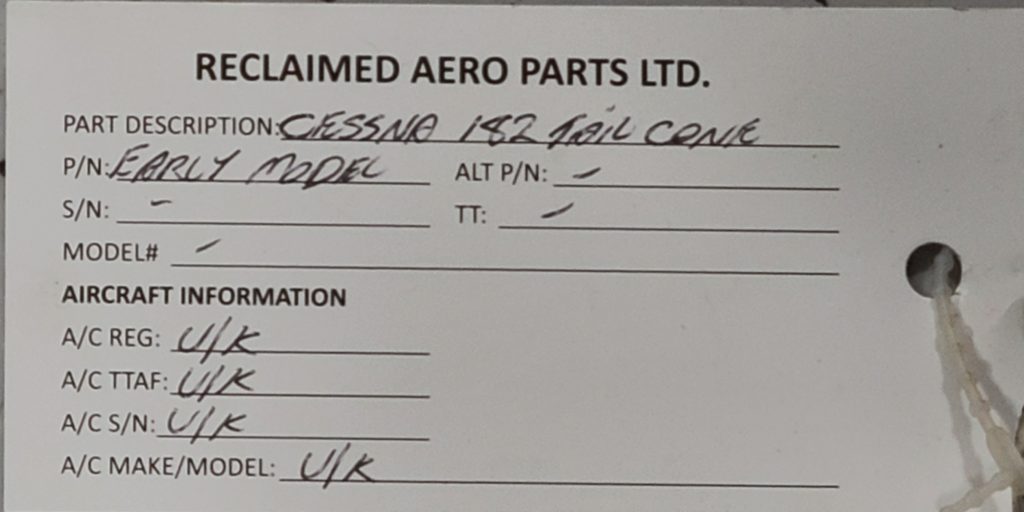 RECLAIMED AERO PARTS LTD.
PART DESCRIPTION: CESSNA 182 TAIL CONE
P/N: EARLY MODEL ALT P/N: -
S/N: - TT: -
MODEL# -
AIRCRAFT INFORMATION
A/C REG: U/K
A/C TTAF: U/K
A/C S/N: U/K
A/C MAKE/MODEL: U/K